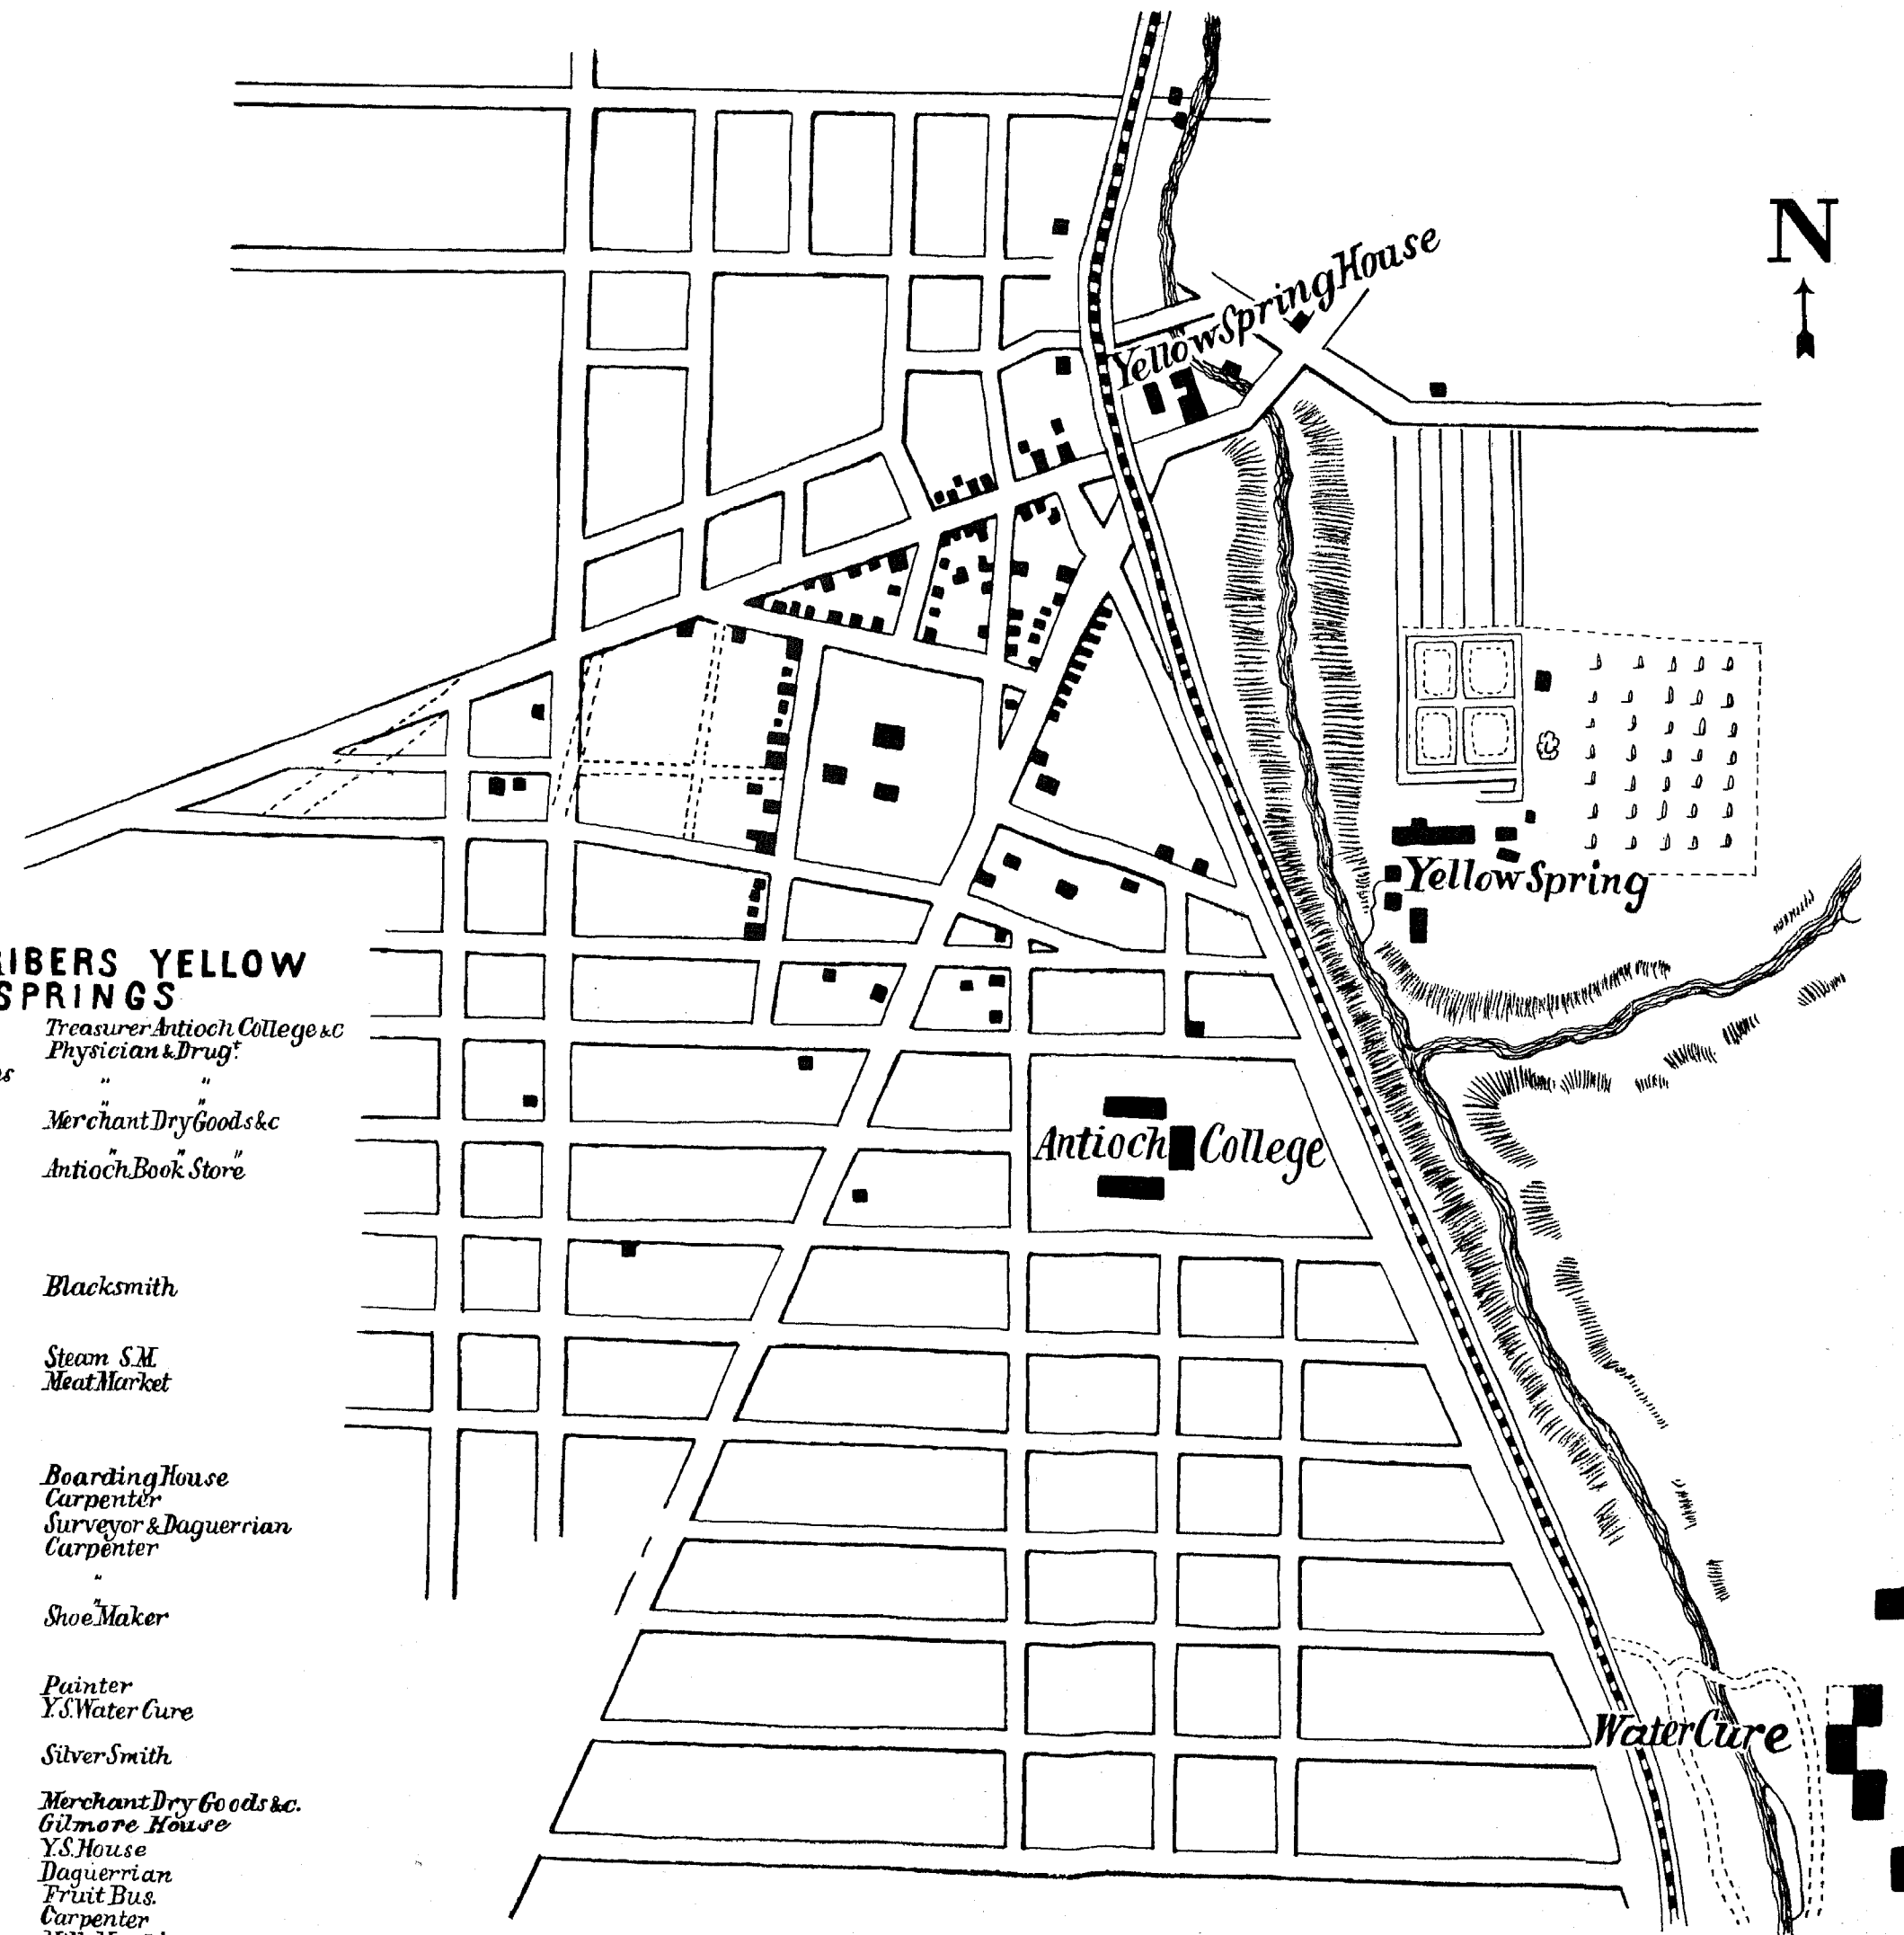 N
Yellow Spring House
Yellow Spring
RIBERS YELLOW
SPRINGS
Treasurer Antioch College &c
Physician & Drugt.
" "
" "
Merchant Dry Goods &c
" " "
Antioch Book Store
Antioch College
Blacksmith
Steam S.M.
Meat Market
Boarding House
Carpenter
Surveyor & Daguerrian
Carpenter
"
"
Shoe Maker
Painter
Y.S. Water Cure
Water Cure
Silver Smith
Merchant Dry Goods &c.
Gilmore House
Y.S. House
Daguerrian
Fruit Bus.
Carpenter